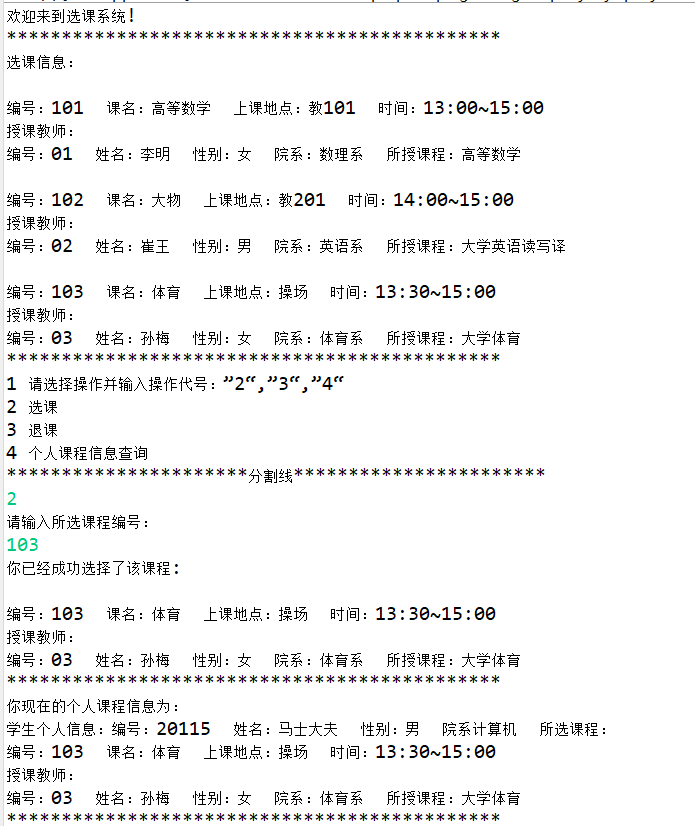 欢迎来到选课系统!
*********************************************
选课信息：
编号：101  课名：高等数学  上课地点：教101  时间：13:00~15:00
授课教师：
编号：01  姓名：李明  性别：女  院系：数理系  所授课程：高等数学
编号：102  课名：大物  上课地点：教201  时间：14:00~15:00
授课教师：
编号：02  姓名：崔王  性别：男  院系：英语系  所授课程：大学英语读写译
编号：103  课名：体育  上课地点：操场  时间：13:30~15:00
授课教师：
编号：03  姓名：孙梅  性别：女  院系：体育系  所授课程：大学体育
*********************************************
1 请选择操作并输入操作代号：”2“,”3“,”4“
2 选课
3 退课
4 个人课程信息查询
**********************分割线***********************
2
请输入所选课程编号：
103
你已经成功选择了该课程:
编号：103  课名：体育  上课地点：操场  时间：13:30~15:00
授课教师：
编号：03  姓名：孙梅  性别：女  院系：体育系  所授课程：大学体育
*********************************************
你现在的个人课程信息为：
学生个人信息：编号：20115  姓名：马士大夫  性别：男  院系计算机  所选课程：
编号：103  课名：体育  上课地点：操场  时间：13:30~15:00
授课教师：
编号：03  姓名：孙梅  性别：女  院系：体育系  所授课程：大学体育
*********************************************